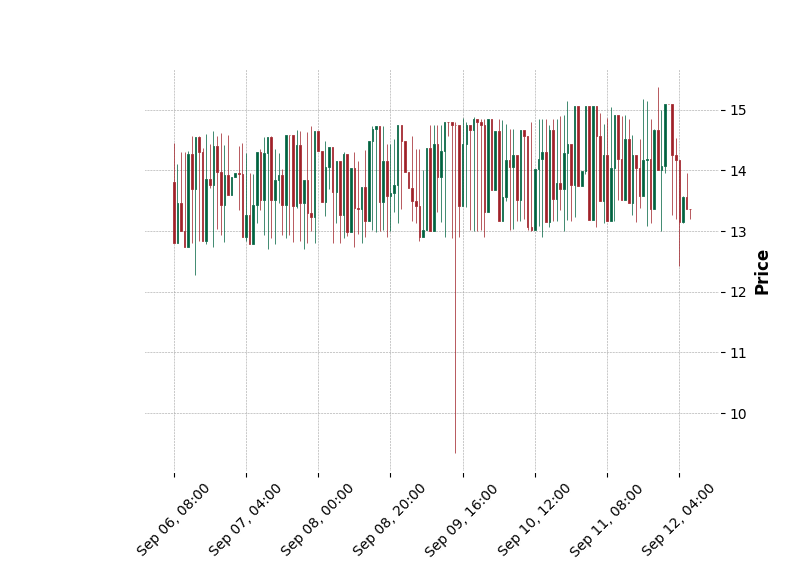 15
14
13
12
11
10
Price
Sep 06, 08:00
Sep 07, 04:00
Sep 08, 00:00
Sep 08, 20:00
Sep 09, 16:00
Sep 10, 12:00
Sep 11, 08:00
Sep 12, 04:00